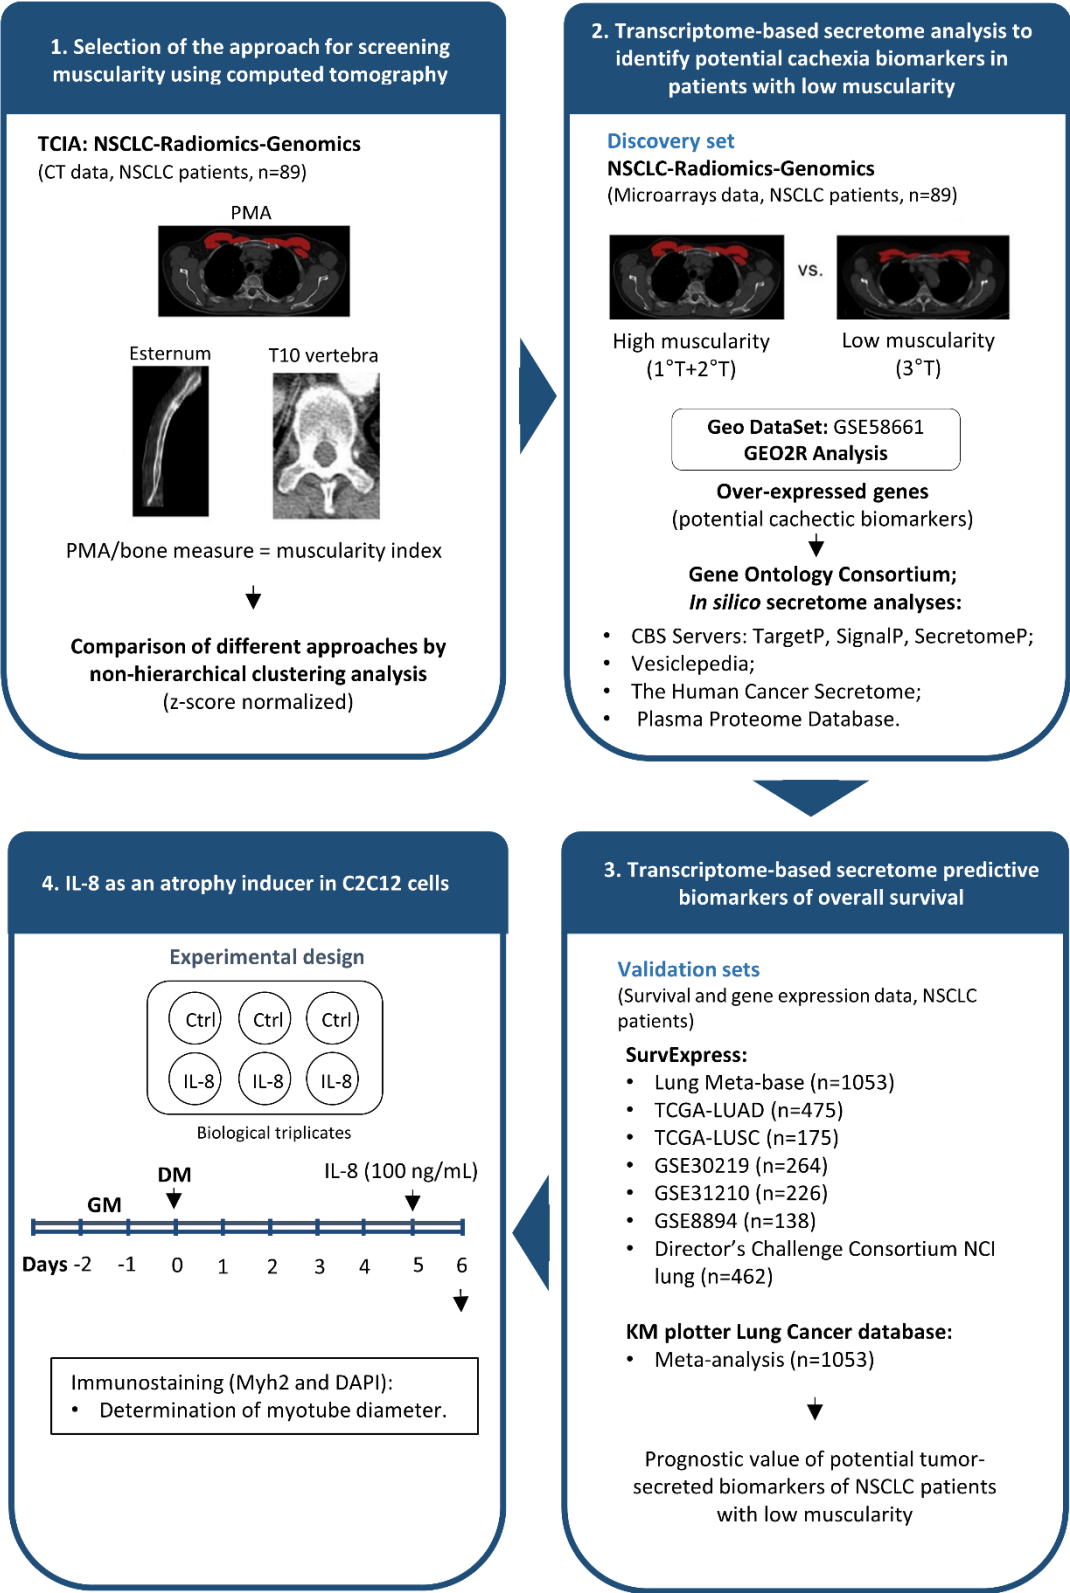 1. Selection of the approach for screening
muscularity using computed tomography
TCIA: NSCLC-Radiomics-Genomics
(CT data, NSCLC patients, n=89)
PMA
Esternum
T10 vertebra
PMA/bone measure = muscularity index
Comparison of different approaches by
non-hierarchical clustering analysis
(z-score normalized)
2. Transcriptome-based secretome analysis to
identify potential cachexia biomarkers in
patients with low muscularity
Discovery set
NSCLC-Radiomics-Genomics
(Microarrays data, NSCLC patients, n=89)
vs.
High muscularity
(1°T+2°T)
Low muscularity
(3°T)
Geo DataSet: GSE58661
GEO2R Analysis
Over-expressed genes
(potential cachectic biomarkers)
Gene Ontology Consortium;
In silico secretome analyses:
• CBS Servers: TargetP, SignalP, SecretomeP;
• Vesiclepedia;
• The Human Cancer Secretome;
• Plasma Proteome Database.
3. Transcriptome-based secretome predictive
biomarkers of overall survival
Validation sets
(Survival and gene expression data, NSCLC
patients)
SurvExpress:
• Lung Meta-base (n=1053)
• TCGA-LUAD (n=475)
• TCGA-LUSC (n=175)
• GSE30219 (n=264)
• GSE31210 (n=226)
• GSE8894 (n=138)
• Director's Challenge Consortium NCI
lung (n=462)
KM plotter Lung Cancer database:
• Meta-analysis (n=1053)
Prognostic value of potential tumor-
secreted biomarkers of NSCLC patients
with low muscularity
4. IL-8 as an atrophy inducer in C2C12 cells
Experimental design
Ctrl Ctrl Ctrl
IL-8 IL-8 IL-8
Biological triplicates
IL-8 (100 ng/mL)
DM
GM
Days -2 -1 0 1 2 3 4 5 6
Immunostaining (Myh2 and DAPI):
• Determination of myotube diameter.